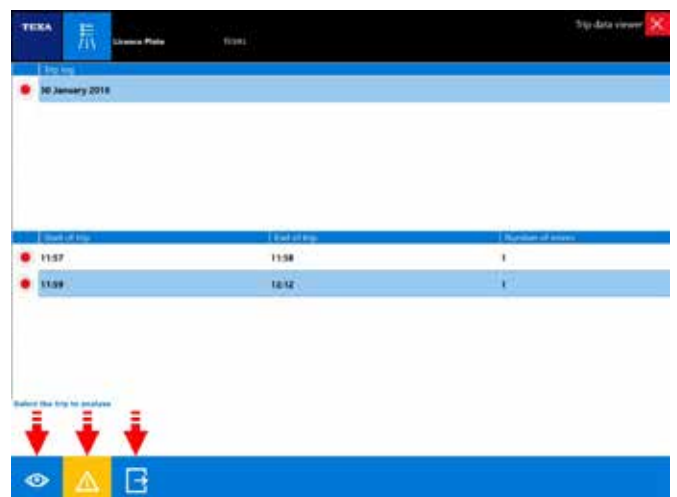 TEXA
Trip data viewer
Licence Plate
Trip log
30 January 2018
Start of trip End of trip Number of errors
11:57 11:58 1
11:59 12:12 1
Select the trip to analyse